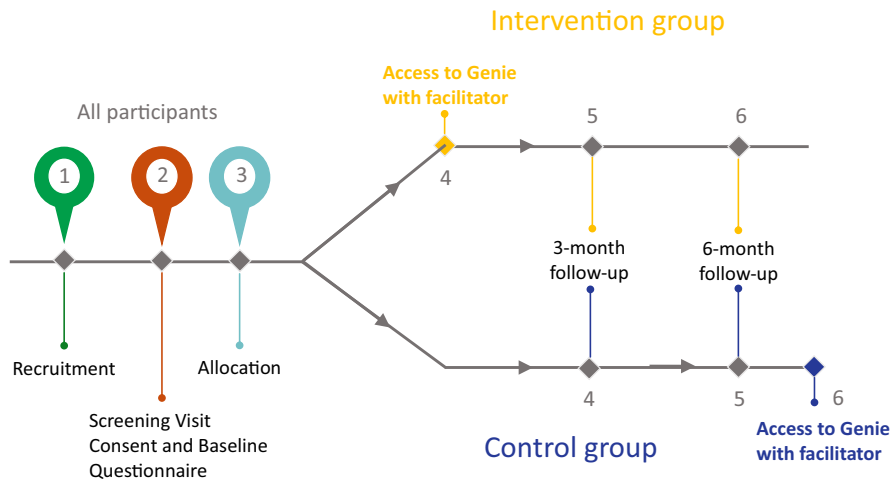 Intervention group
Access to Genie
with facilitator
All participants
1
2
3
4
5
6
3-month
follow-up
6-month
follow-up
Recruitment
Allocation
Screening Visit
Consent and Baseline
Questionnaire
4
5
6
Control group
Access to Genie
with facilitator